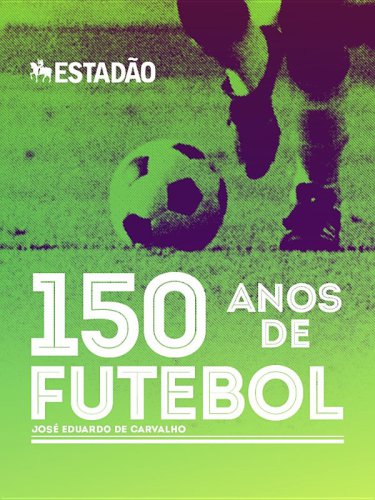 ESTADÃO
150 ANOS
DE
FUTEBOL
JOSÉ EDUARDO DE CARVALHO